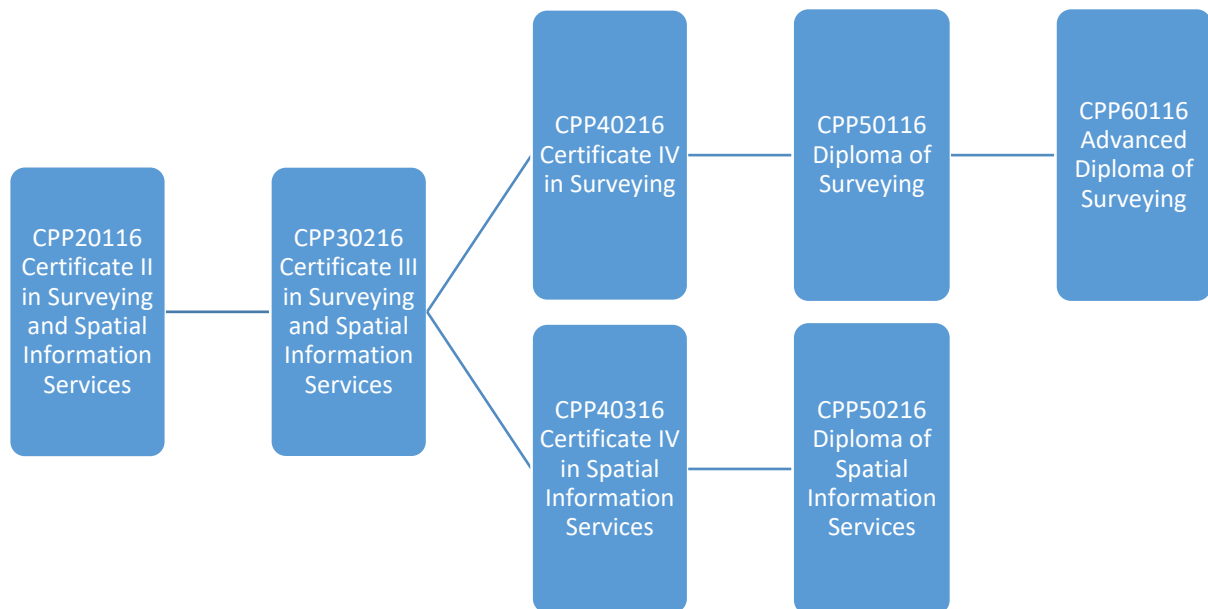 CPP20116
Certificate II
in Surveying
and Spatial
Information
Services
CPP30216
Certificate III
in Surveying
and Spatial
Information
Services
CPP40216
Certificate IV
in Surveying
CPP50116
Diploma of
Surveying
CPP60116
Advanced
Diploma of
Surveying
CPP40316
Certificate IV
in Spatial
Information
Services
CPP50216
Diploma of
Spatial
Information
Services